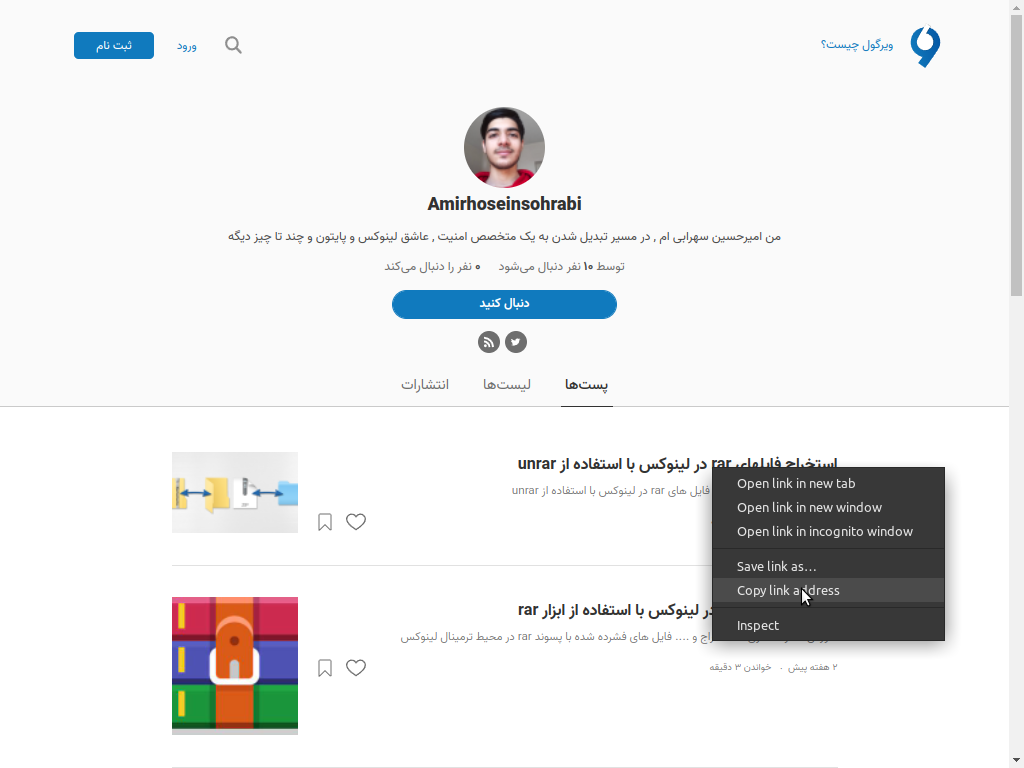 ویرگول چیست؟
ورود
ثبت نام
Amirhoseinsohrabi
من امیرحسین سهرابی ام , در مسیر تبدیل شدن به یک متخصص امنیت , عاشق لینوکس و پایتون و چند تا چیز دیگه
توسط ۱۰ نفر دنبال می‌شود ۰ نفر را دنبال می‌کند
دنبال کنید
پست‌ها لیست‌ها انتشارات
استخراج فایلهای rar در لینوکس با استفاده از unrar
فایل های rar در لینوکس با استفاده از unrar
Open link in new tab
Open link in new window
Open link in incognito window
Save link as...
Copy link address
Inspect
در لینوکس با استفاده از ابزار rar
و .... فایل های فشرده شده با پسوند rar در محیط ترمینال لینوکس
۲ هفته پیش · خواندن ۳ دقیقه